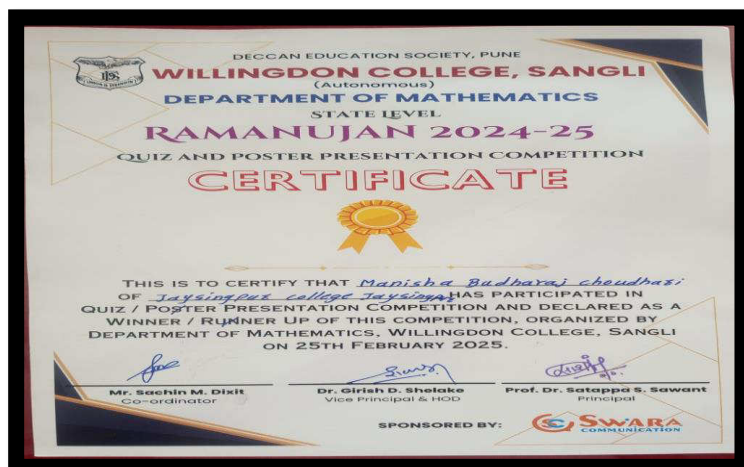 DECCAN EDUCATION SOCIETY, PUNE
WILLINGDON COLLEGE, SANGLI
(Autonomous)
DEPARTMENT OF MATHEMATICS
STATE LEVEL
RAMANUJAN 2024-25
QUIZ AND POSTER PRESENTATION COMPETITION
CERTIFICATE
THIS IS TO CERTIFY THAT Manisha Budharaj choudhari
OF Jaysingpur college Jaysingpur HAS PARTICIPATED IN
QUIZ / POSTER PRESENTATION COMPETITION AND DECLARED AS A
WINNER / RUNNER UP OF THIS COMPETITION, ORGANIZED BY
DEPARTMENT OF MATHEMATICS, WILLINGDON COLLEGE, SANGLI
ON 25TH FEBRUARY 2025.
Mr. Sachin M. Dixit Dr. Girish D. Shelake Prof. Dr. Satappa S. Sawant
Co-ordinator Vice Principal & HOD Principal
SPONSORED BY: SC SWARA
COMMUNICATION